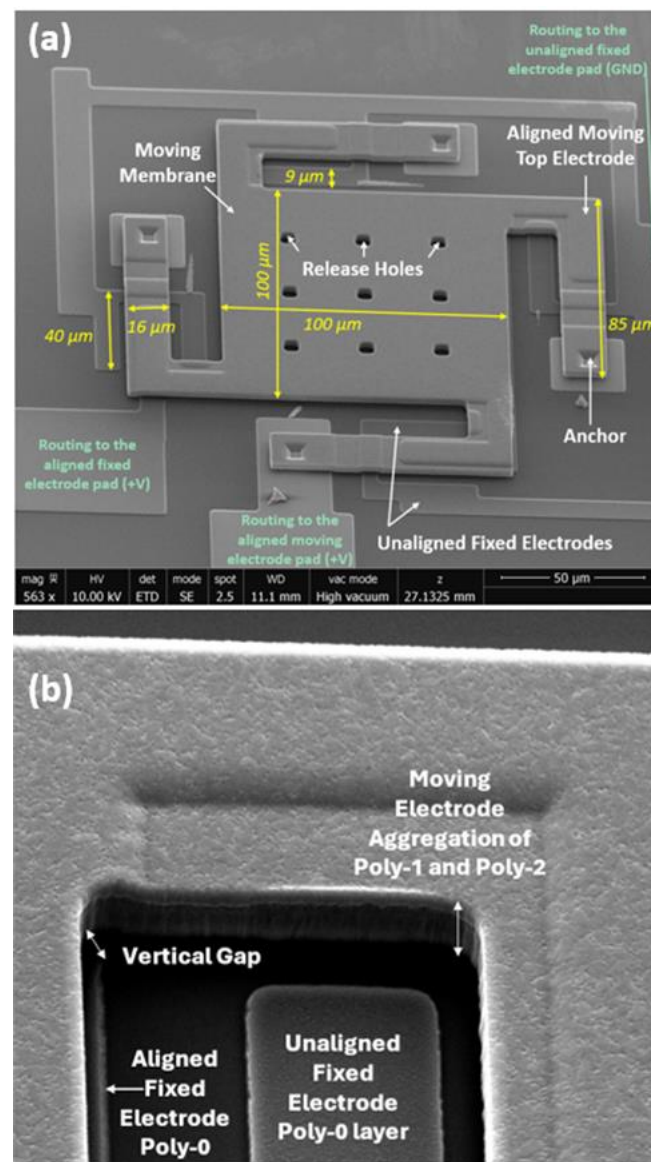 (a)
Routing to the
unaligned fixed
electrode pad (GND)
Moving
Membrane
Aligned Moving
Top Electrode
9 µm
Release Holes
100 µm
100 µm
40 µm
16 µm
85 µm
Anchor
Routing to the
aligned fixed
electrode pad (+V)
Routing to the
aligned moving
electrode pad (+V)
Unaligned Fixed Electrodes
mag HV det mode spot WD vac mode z 50 µm
563 x 10.00 kV ETD SE 2.5 11.1 mm High vacuum 27.1325 mm
(b)
Moving
Electrode
Aggregation of
Poly-1 and Poly-2
Vertical Gap
Aligned
Fixed
Electrode
Poly-0
Unaligned
Fixed
Electrode
Poly-0 layer